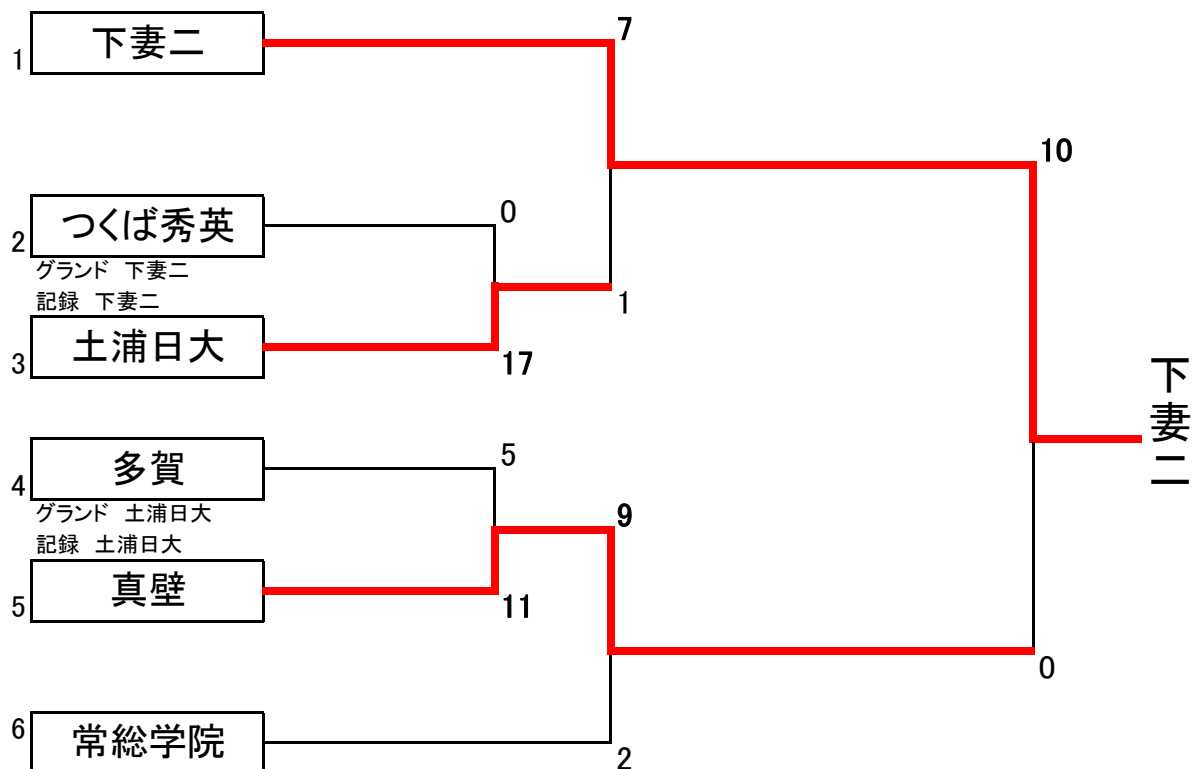 1
下妻二
7
10
2
つくば秀英
0
グランド 下妻二
記録 下妻二
1
3
土浦日大
17
下妻二
4
多賀
5
グランド 土浦日大
記録 土浦日大
9
5
真壁
11
0
6
常総学院
2